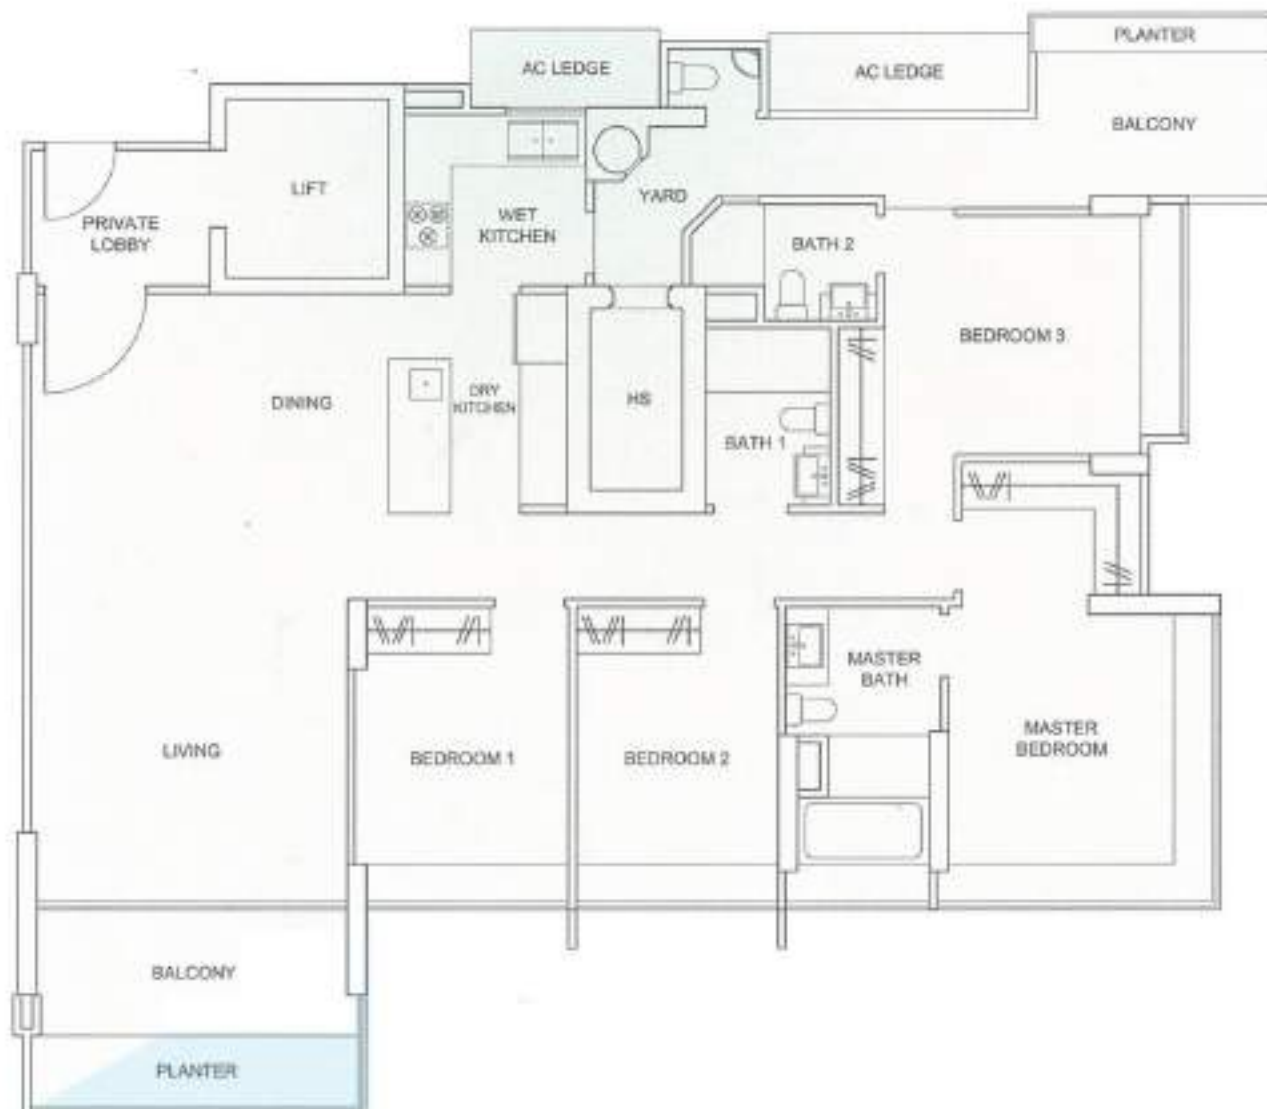 PLANTER
AC LEDGE
AC LEDGE
BALCONY
LIFT
YARD
PRIVATE
LOBBY
WET
KITCHEN
BATH 2
BEDROOM 3
DINING
DRY
KITCHEN
HS
BATH 1
MASTER
BATH
LIVING
BEDROOM 1
BEDROOM 2
MASTER
BEDROOM
BALCONY
PLANTER